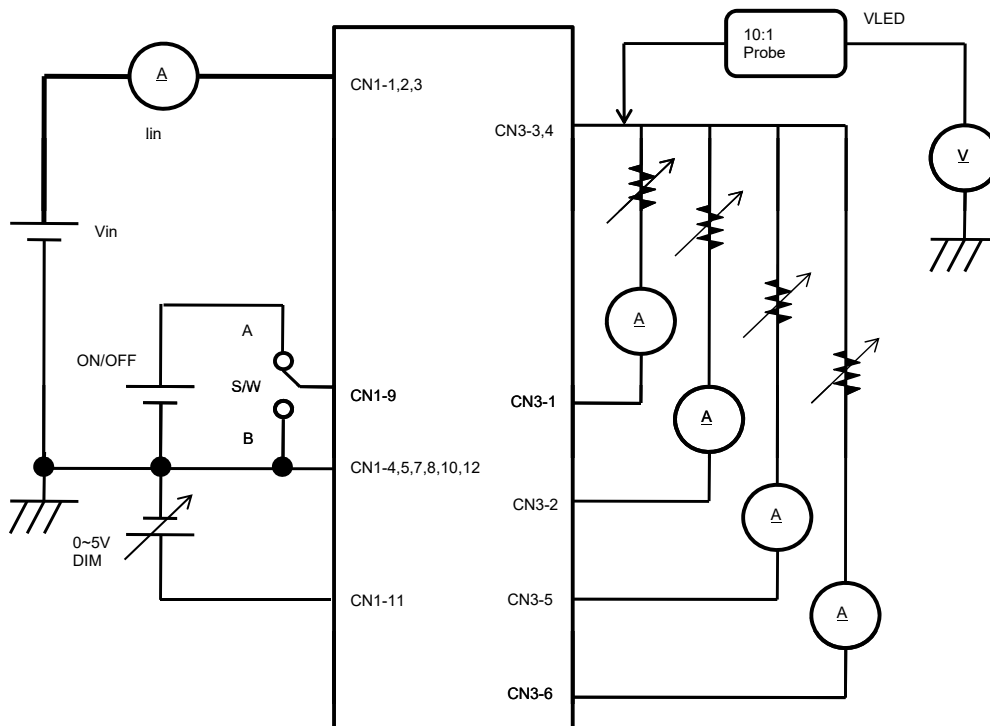 VLED
10:1
Probe
A
CN1-1,2,3
Iin
CN3-3,4
V
Vin
A
A
ON/OFF
S/W
CN1-9
CN3-1
A
B
CN1-4,5,7,8,10,12
CN3-2
A
0~5V
DIM
CN1-11
CN3-5
A
CN3-6